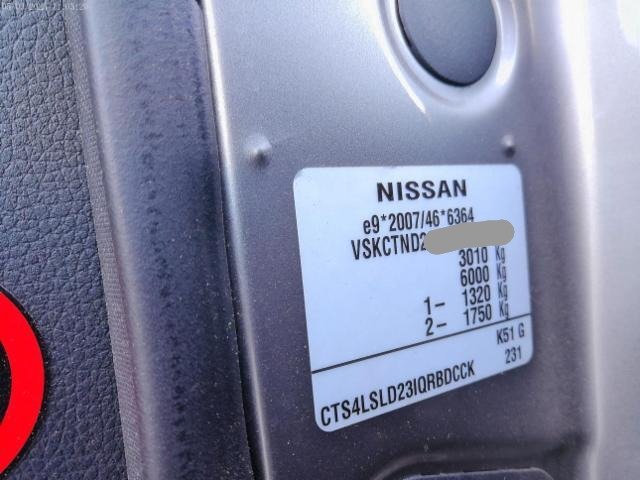 NISSAN
e9*2007/46*6364
VSKCTND2
3010 Kg
6000 Kg
1- 1320 Kg
2- 1750 Kg
K51 G
231
CTS4LSLD23IQRBDCCK